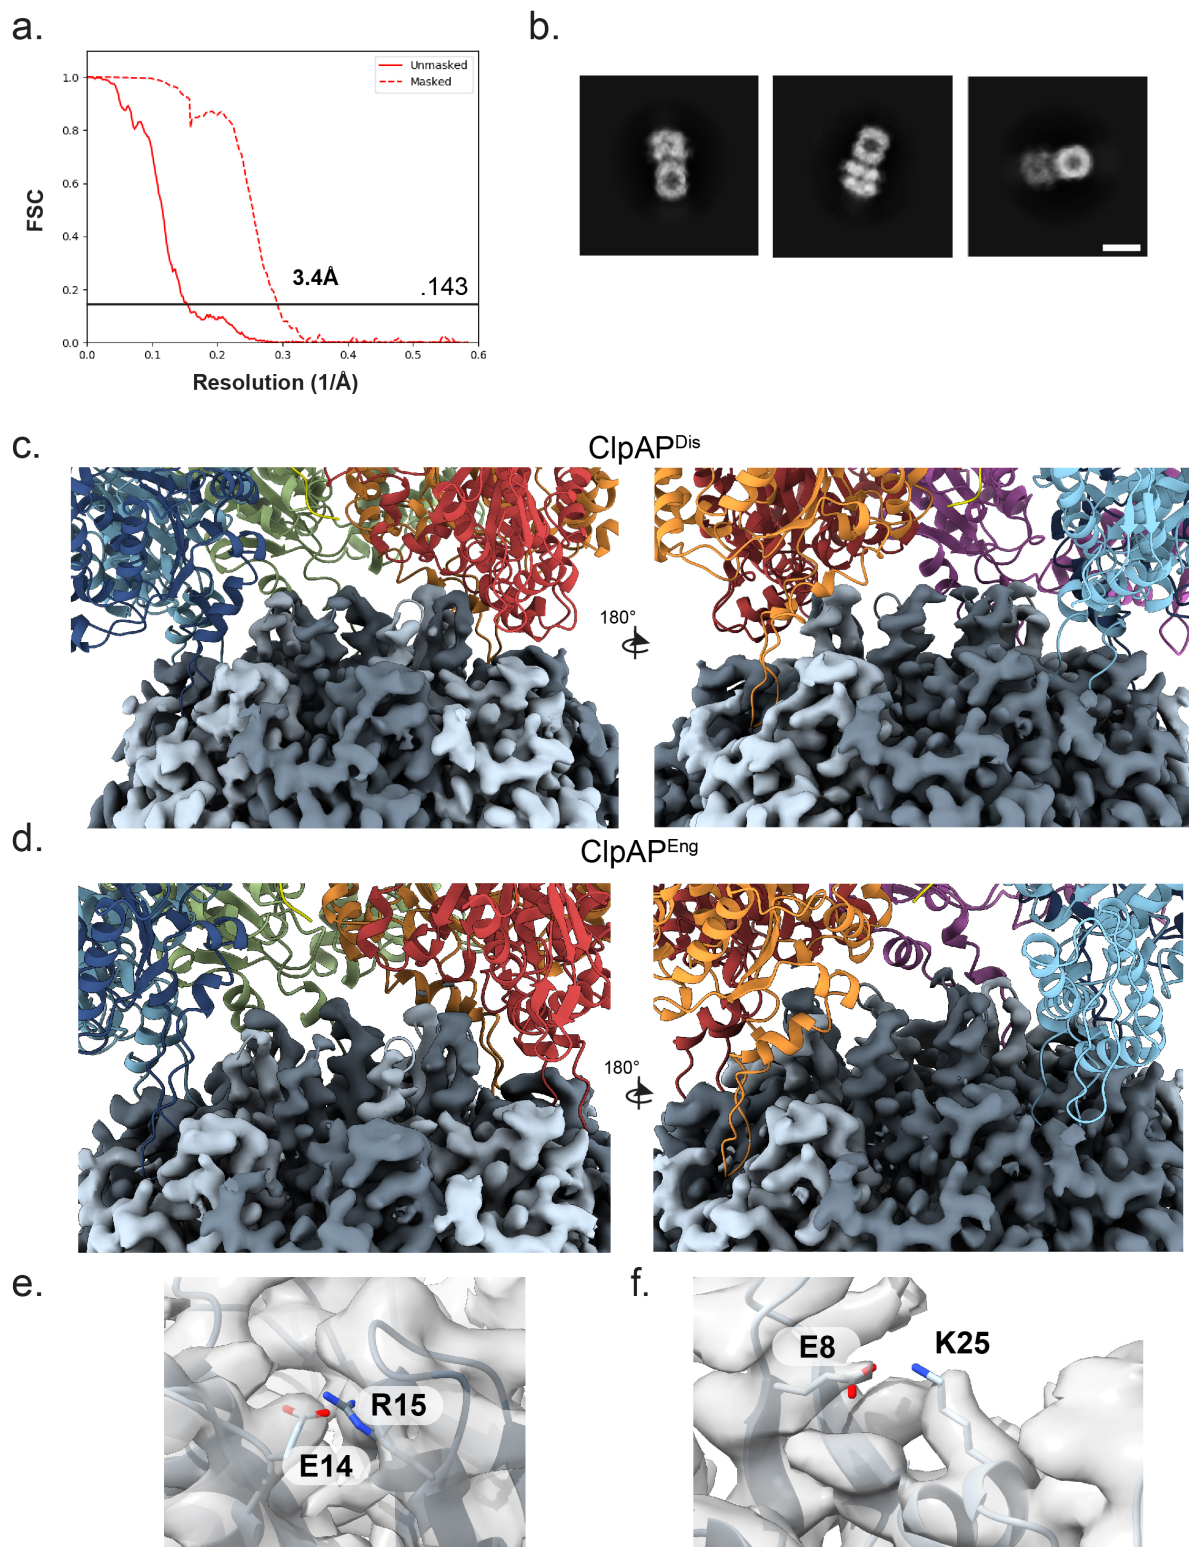 a.
b.
Unmasked
Masked
1.0
0.8
0.6
0.4
0.2
0.0
FSC
3.4Å
.143
0.0 0.1 0.2 0.3 0.4 0.5 0.6
Resolution (1/Å)
c.
ClpAP^Dis
180°
d.
ClpAP^Eng
180°
e.
f.
R15
E14
E8
K25